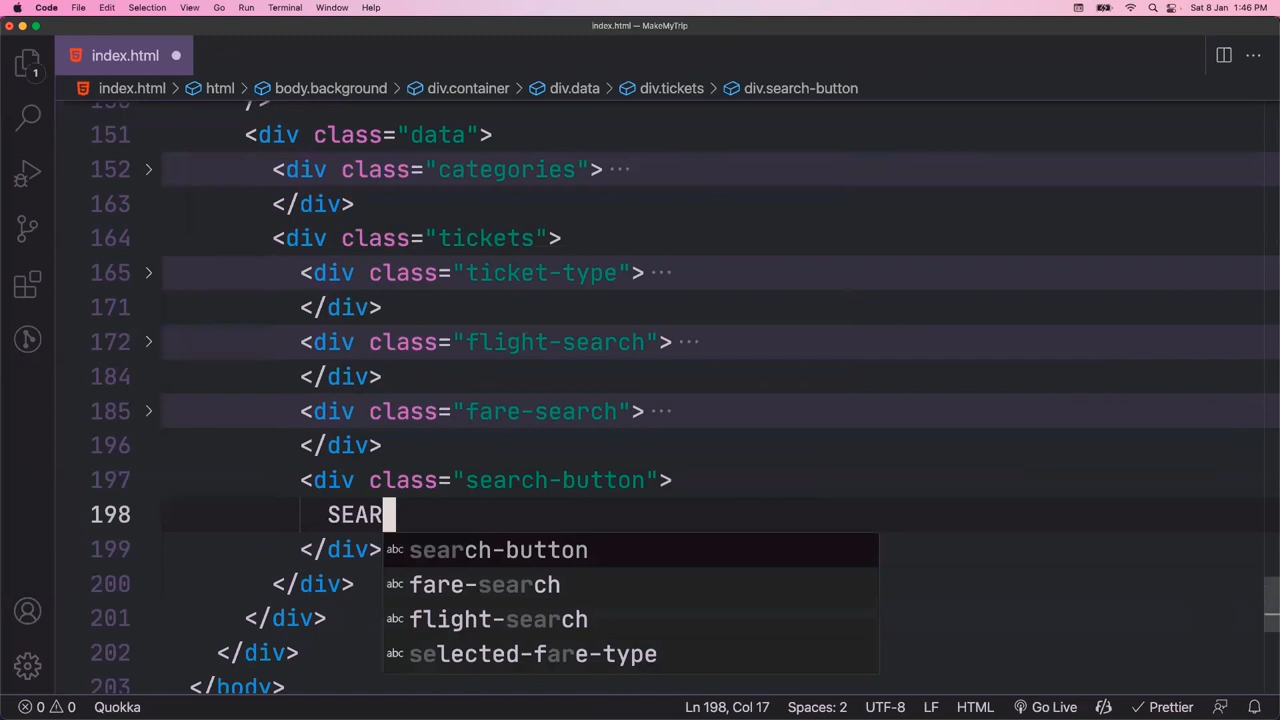 Code File Edit Selection View Go Run Terminal Window Help Sat 8 Jan 1:46 PM
index.html — MakeMyTrip
index.html
index.html > html > body.background > div.container > div.data > div.tickets > div.search-button
1
150 />
151 <div class="data">
152 <div class="categories"> ···
163 </div>
164 <div class="tickets">
165 <div class="ticket-type"> ···
171 </div>
172 <div class="flight-search"> ···
184 </div>
185 <div class="fare-search"> ···
196 </div>
197 <div class="search-button">
198 SEAR
199 </div>
abc search-button
abc fare-search
abc flight-search
abc selected-fare-type
200 </div>
201 </div>
202 </div>
203 </body>
0 0 Quokka Ln 198, Col 17 Spaces: 2 UTF-8 LF HTML Go Live Prettier